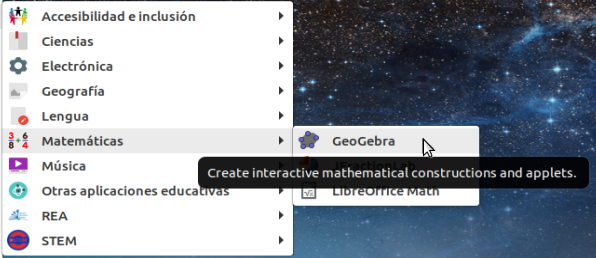 Accesibilidad e inclusión
Ciencias
Electrónica
Geografía
Lengua
Matemáticas
Música
Otras aplicaciones educativas
REA
STEM
GeoGebra
Create interactive mathematical constructions and applets.
LibreOffice Math